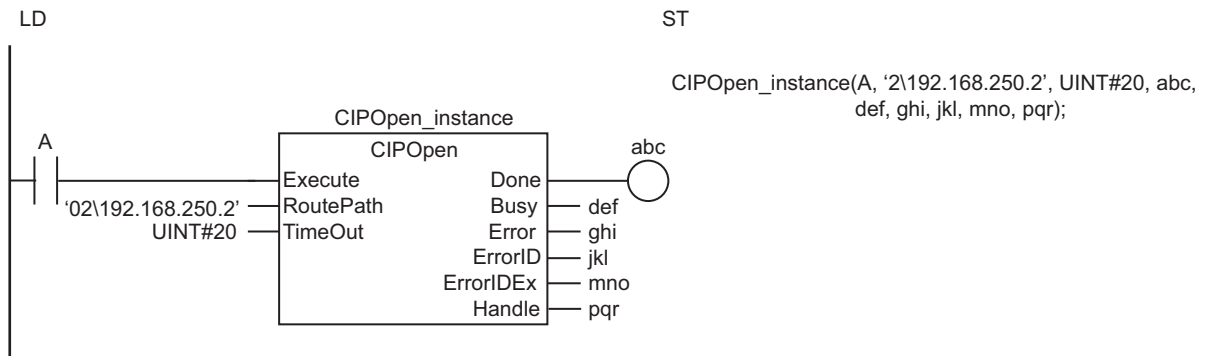 LD
ST
CIPOpen_instance(A, ‘2\192.168.250.2’, UINT#20, abc,
def, ghi, jkl, mno, pqr);
CIPOpen_instance
CIPOpen
A
abc
Execute
Done
‘02\192.168.250.2’
RoutePath
Busy
def
UINT#20
TimeOut
Error
ghi
ErrorID
jkl
ErrorIDEx
mno
Handle
pqr